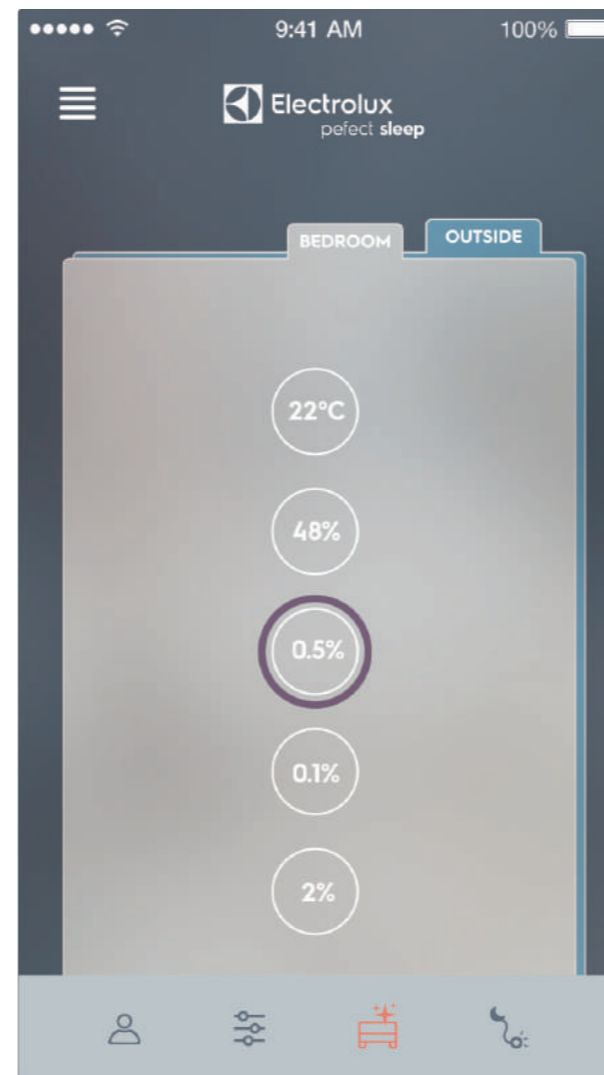 9:41 AM 100%
Electrolux
pefect sleep
BEDROOM OUTSIDE
22°C
48%
0.5%
0.1%
2%